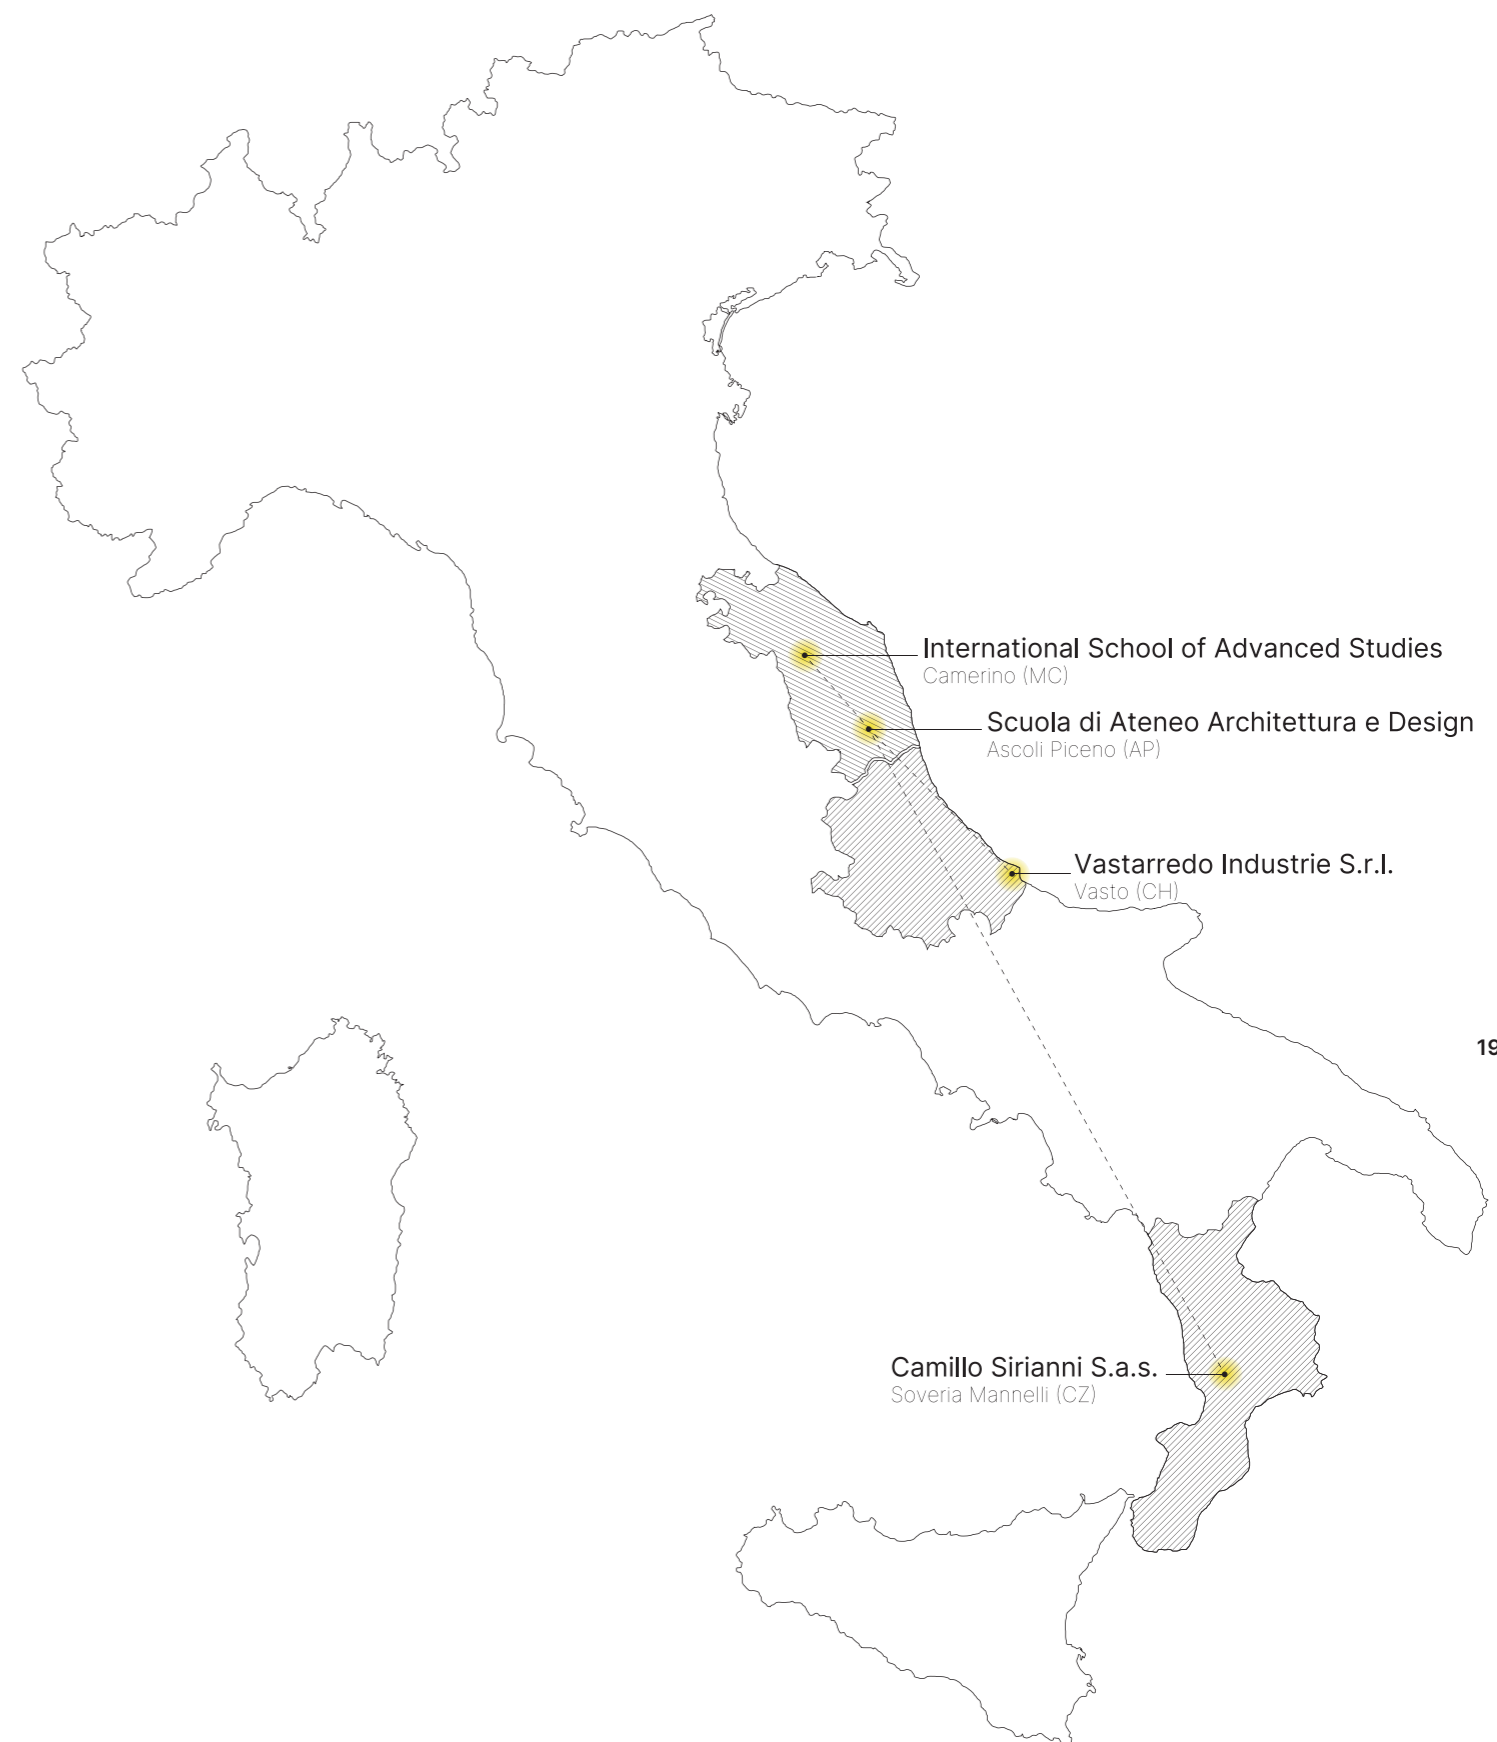 International School of Advanced Studies
Camerino (MC)
Scuola di Ateneo Architettura e Design
Ascoli Piceno (AP)
Vastarredo Industrie S.r.l.
Vasto (CH)
19
Camillo Sirianni S.a.s.
Soveria Mannelli (CZ)